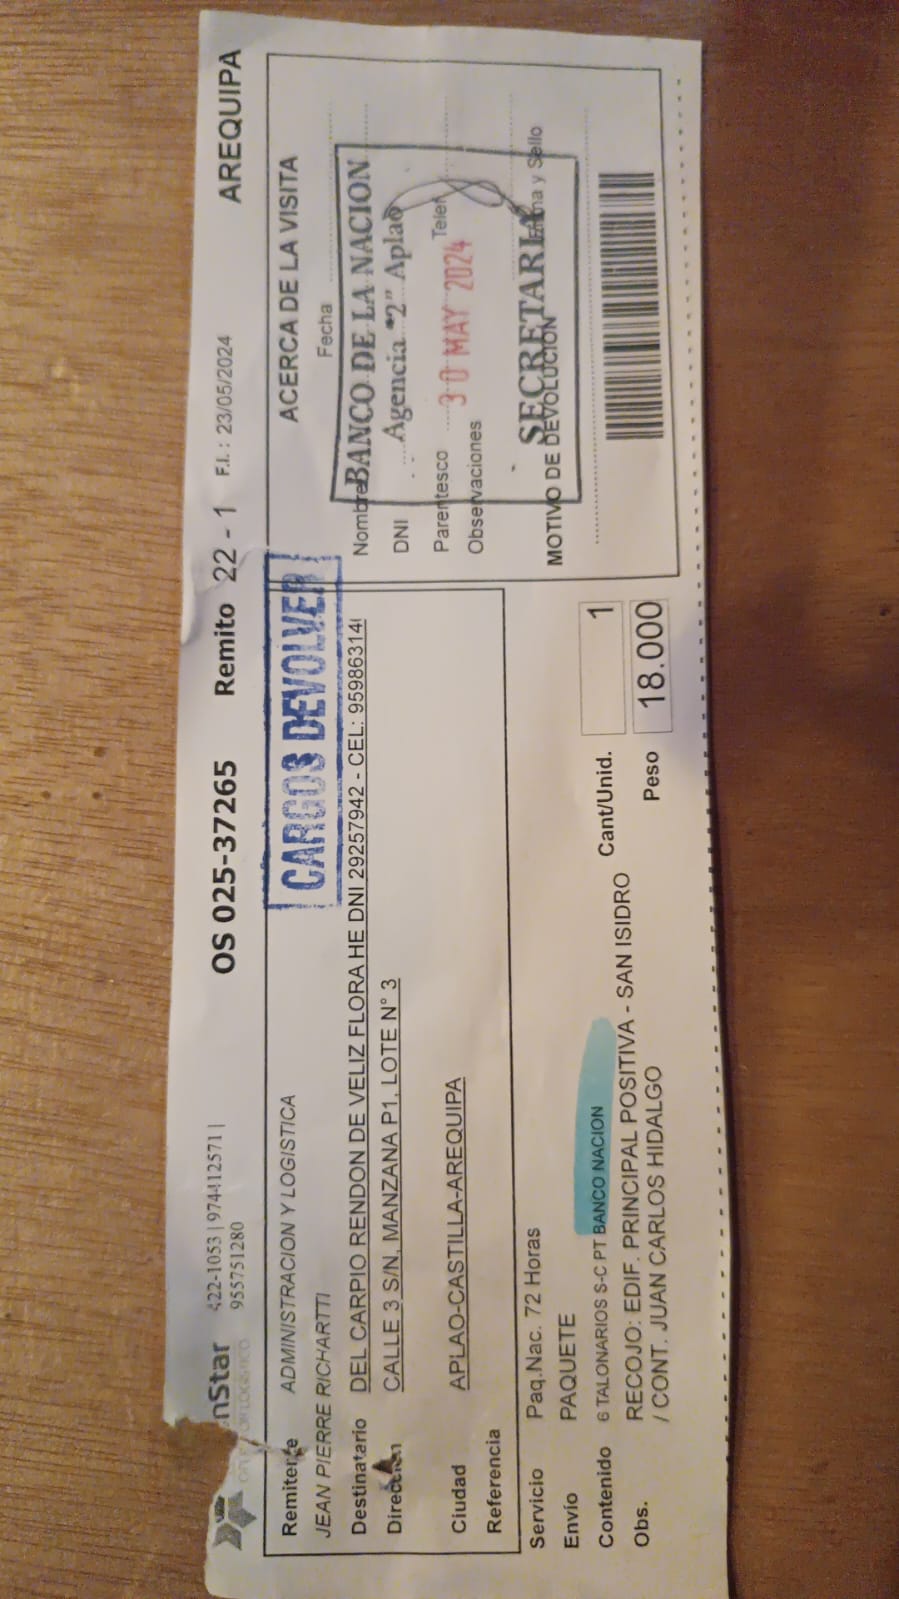 nStar
422-1053 | 974412571 |
955751280
OS 025-37265 Remito 22 - 1 F.I. : 23/05/2024 AREQUIPA
Remitente ADMINISTRACION Y LOGISTICA
JEAN PIERRE RICHARTTI
CARGOS DEVOLVER
Destinatario DEL CARPIO RENDON DE VELIZ FLORA HE DNI 29257942 - CEL: 95986314
Dirección CALLE 3 S/N, MANZANA P1, LOTE N° 3
Ciudad APLAO-CASTILLA-AREQUIPA
Referencia
Servicio Paq.Nac. 72 Horas
Envío PAQUETE
Contenido 6 TALONARIOS S-C PT BANCO NACION
Cant/Unid. 1
Obs. RECOJO: EDIF. PRINCIPAL POSITIVA - SAN ISIDRO
/ CONT. JUAN CARLOS HIDALGO
Peso 18.000
ACERCA DE LA VISITA
Fecha
Nombre
DNI
Parentesco
Observaciones
Firma y Sello
MOTIVO DE DEVOLUCION
BANCO DE LA NACION
Agencia "2" Aplao
30 MAY 2024
SECRETARIA